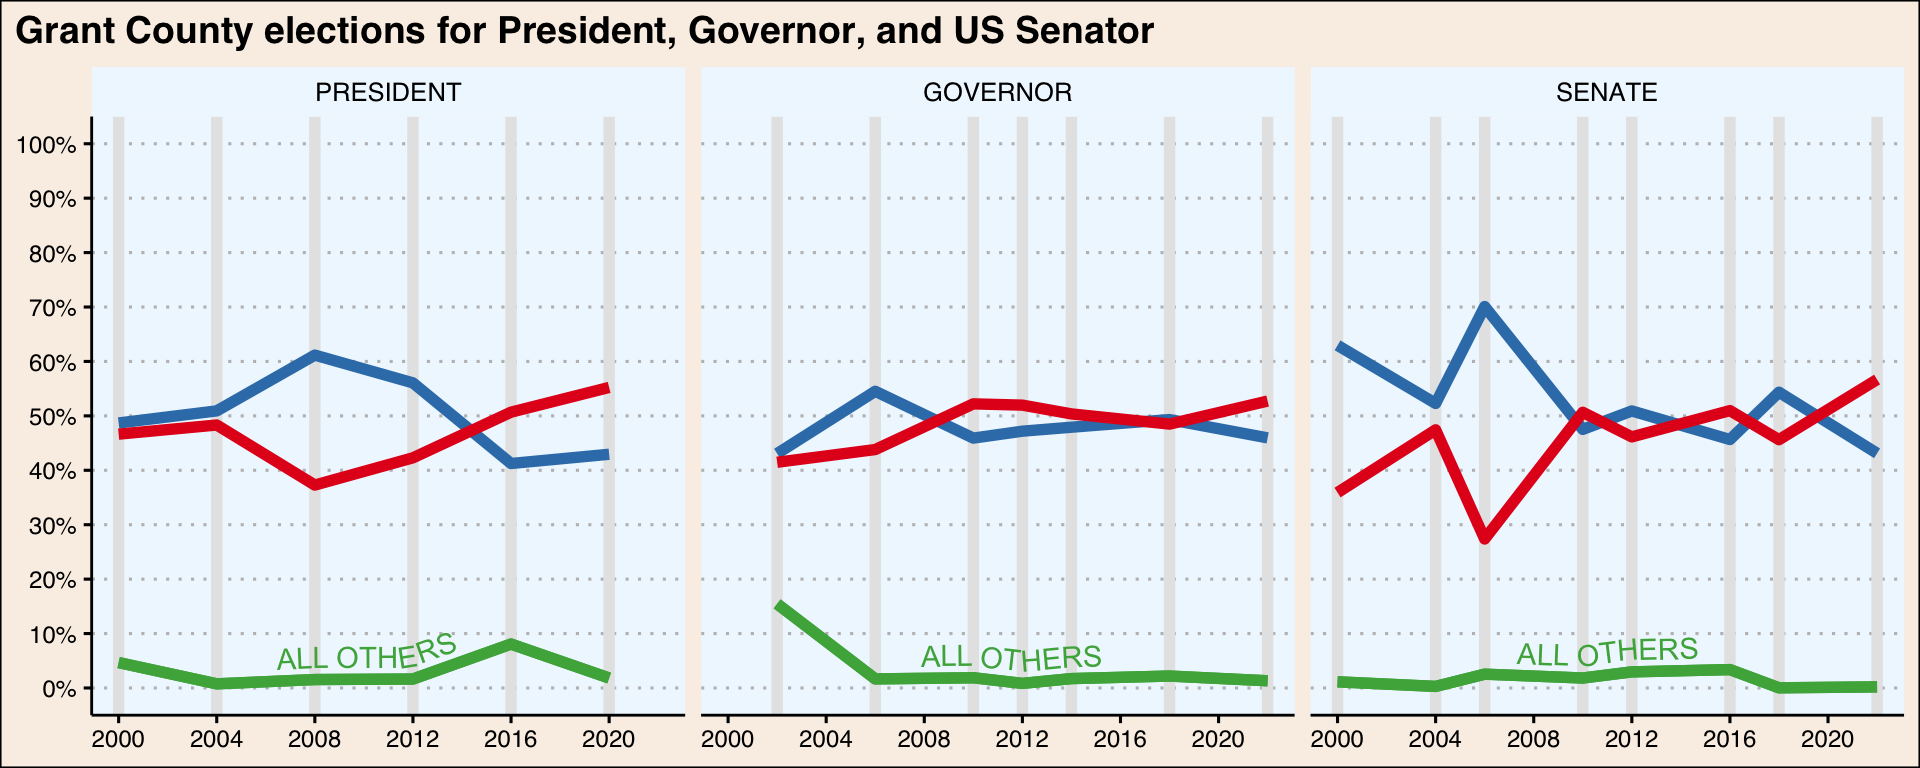 Grant County elections for President, Governor, and US Senator
PRESIDENT
GOVERNOR
SENATE
100%
90%
80%
70%
60%
50%
40%
30%
20%
10%
0%
ALL OTHERS
ALL OTHERS
ALL OTHERS
2000 2004 2008 2012 2016 2020
2000 2004 2008 2012 2016 2020
2000 2004 2008 2012 2016 2020